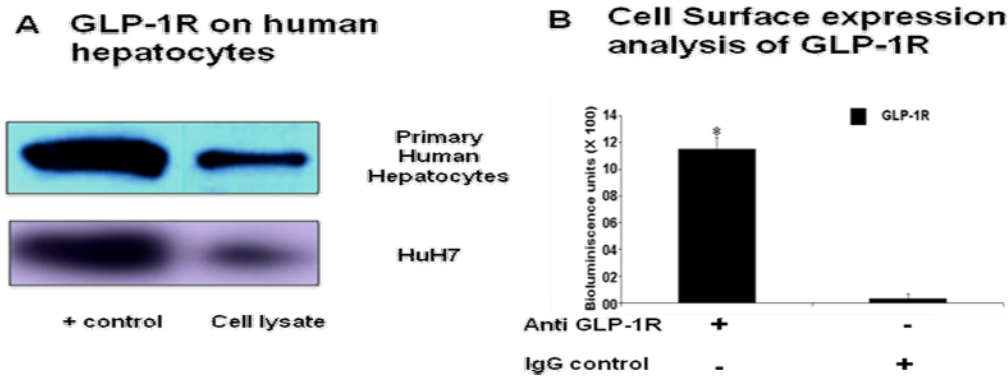 A GLP-1R on human
hepatocytes
Primary
Human
Hepatocytes
HuH7
+ control Cell lysate
B Cell Surface expression
analysis of GLP-1R
GLP-1R
Bioluminiscence units (X 100)
14
12
10
08
06
04
02
00
*
Anti GLP-1R + -
IgG control - +